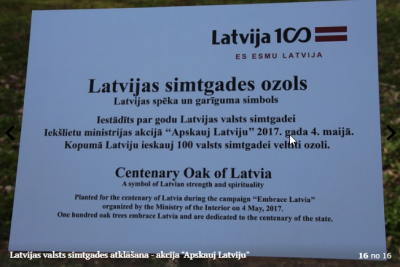 Latvija 100
ES ESMU LATVIJA
Latvijas simtgades ozols
Latvijas spēka un garīguma simbols
Iestādīts par godu Latvijas valsts simtgadei
Iekšlietu ministrijas akcijā “Apskauj Latviju” 2017. gada 4. maijā.
Kopumā Latviju ieskauj 100 valsts simtgadei veltīti ozoli.
Centenary Oak of Latvia
A symbol of Latvian strength and spirituality
Planted for the centenary of Latvia during the campaign “Embrace Latvia”
organized by the Ministry of the Interior on 4 May, 2017.
One hundred oak trees embrace Latvia and are dedicated to the centenary of the state.
Latvijas valsts simtgades atklāšana - akcija "Apskauj Latviju"
16 no 16